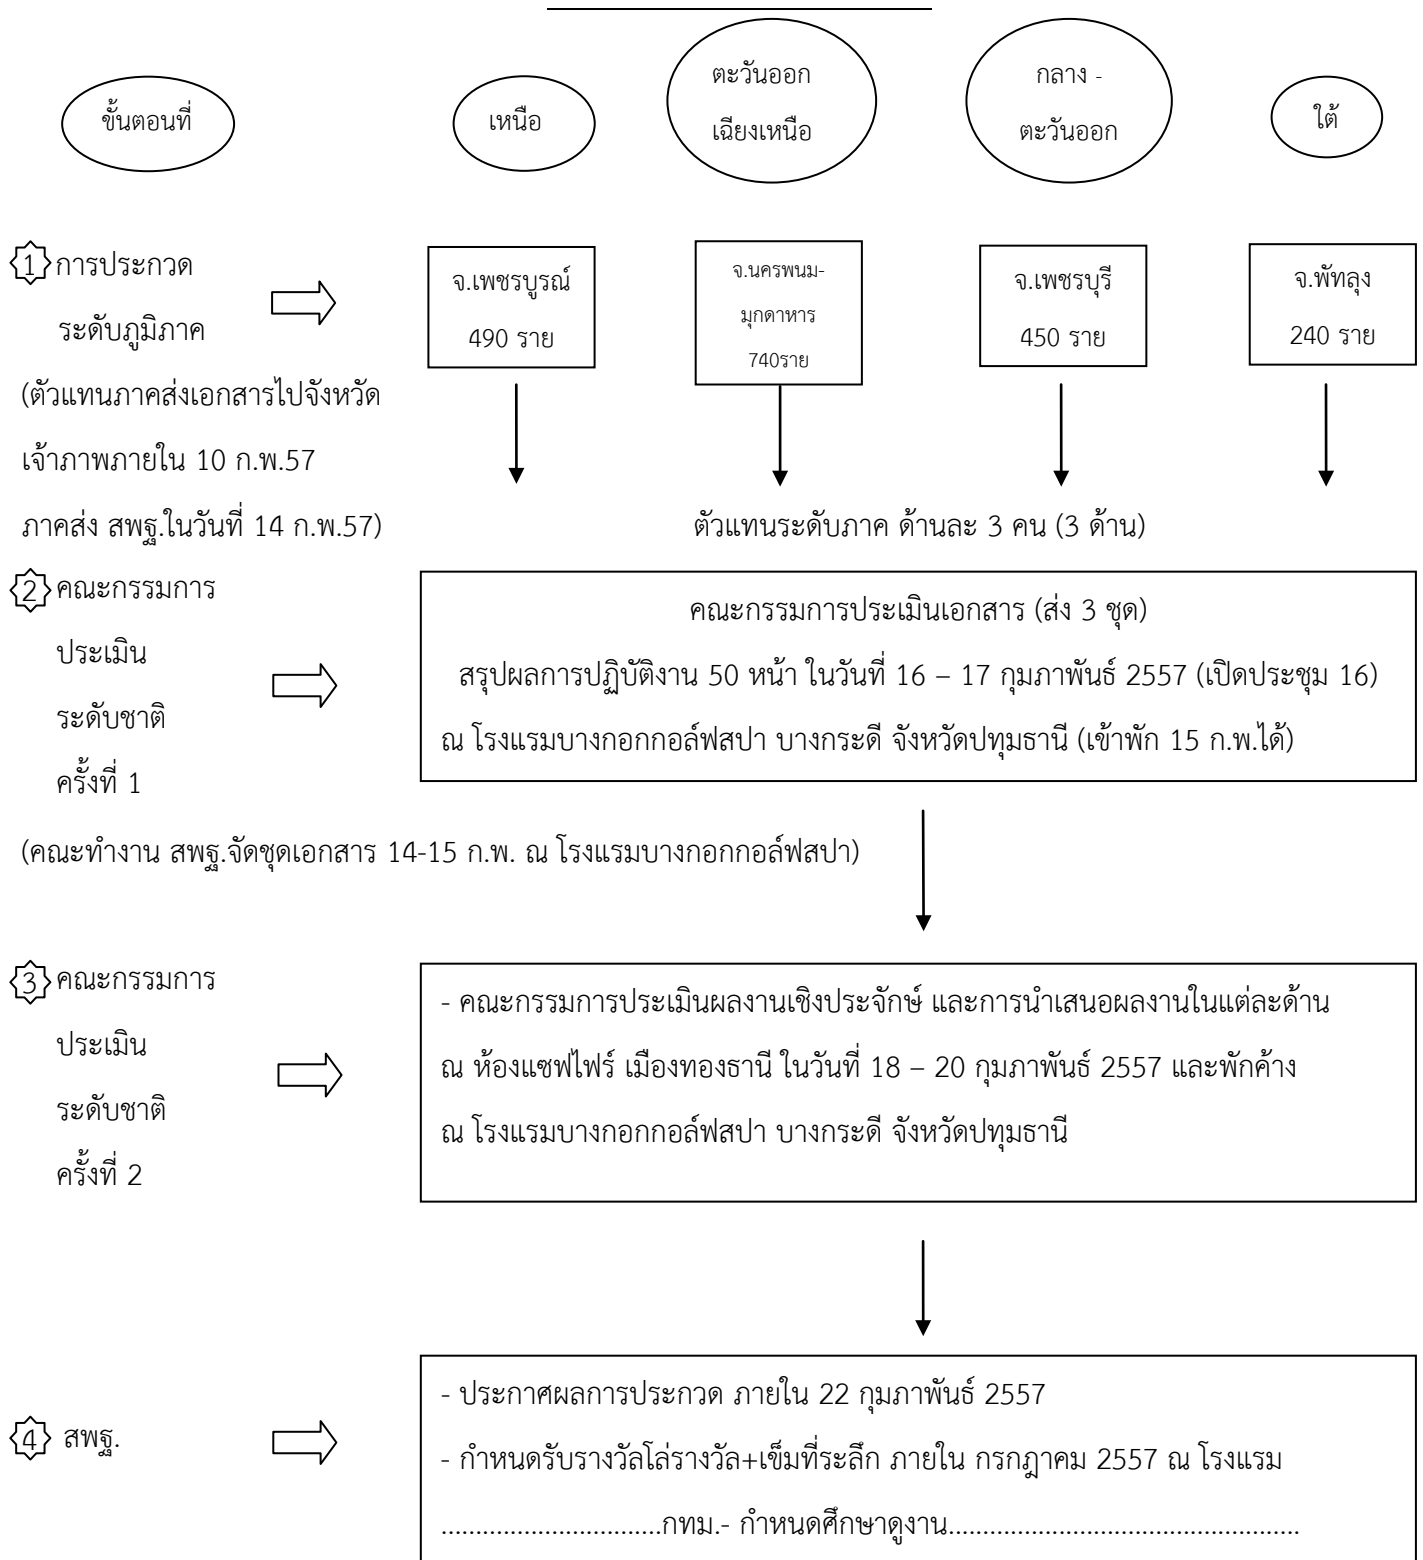 ขั้นตอนที่
เหนือ
ตะวันออก
เฉียงเหนือ
กลาง -
ตะวันออก
ใต้
1 การประกวด
ระดับภูมิภาค
(ตัวแทนภาคส่งเอกสารไปจังหวัด
เจ้าภาพภายใน 10 ก.พ.57
ภาคส่ง สพฐ.ในวันที่ 14 ก.พ.57)
จ.เพชรบูรณ์
490 ราย
จ.นครพนม-
มุกดาหาร
740ราย
จ.เพชรบุรี
450 ราย
จ.พัทลุง
240 ราย
ตัวแทนระดับภาค ด้านละ 3 คน (3 ด้าน)
2 คณะกรรมการ
ประเมิน
ระดับชาติ
ครั้งที่ 1
คณะกรรมการประเมินเอกสาร (ส่ง 3 ชุด)
สรุปผลการปฏิบัติงาน 50 หน้า ในวันที่ 16 – 17 กุมภาพันธ์ 2557 (เปิดประชุม 16)
ณ โรงแรมบางกอกกอล์ฟสปา บางกระดี จังหวัดปทุมธานี (เข้าพัก 15 ก.พ.ได้)
(คณะทำงาน สพฐ.จัดชุดเอกสาร 14-15 ก.พ. ณ โรงแรมบางกอกกอล์ฟสปา)
3 คณะกรรมการ
ประเมิน
ระดับชาติ
ครั้งที่ 2
- คณะกรรมการประเมินผลงานเชิงประจักษ์ และการนำเสนอผลงานในแต่ละด้าน
ณ ห้องแซฟไฟร์ เมืองทองธานี ในวันที่ 18 – 20 กุมภาพันธ์ 2557 และพักค้าง
ณ โรงแรมบางกอกกอล์ฟสปา บางกระดี จังหวัดปทุมธานี
4 สพฐ.
- ประกาศผลการประกวด ภายใน 22 กุมภาพันธ์ 2557
- กำหนดรับรางวัลโล่รางวัล+เข็มที่ระลึก ภายใน กรกฎาคม 2557 ณ โรงแรม
................................กทม.- กำหนดศึกษาดูงาน...................................................